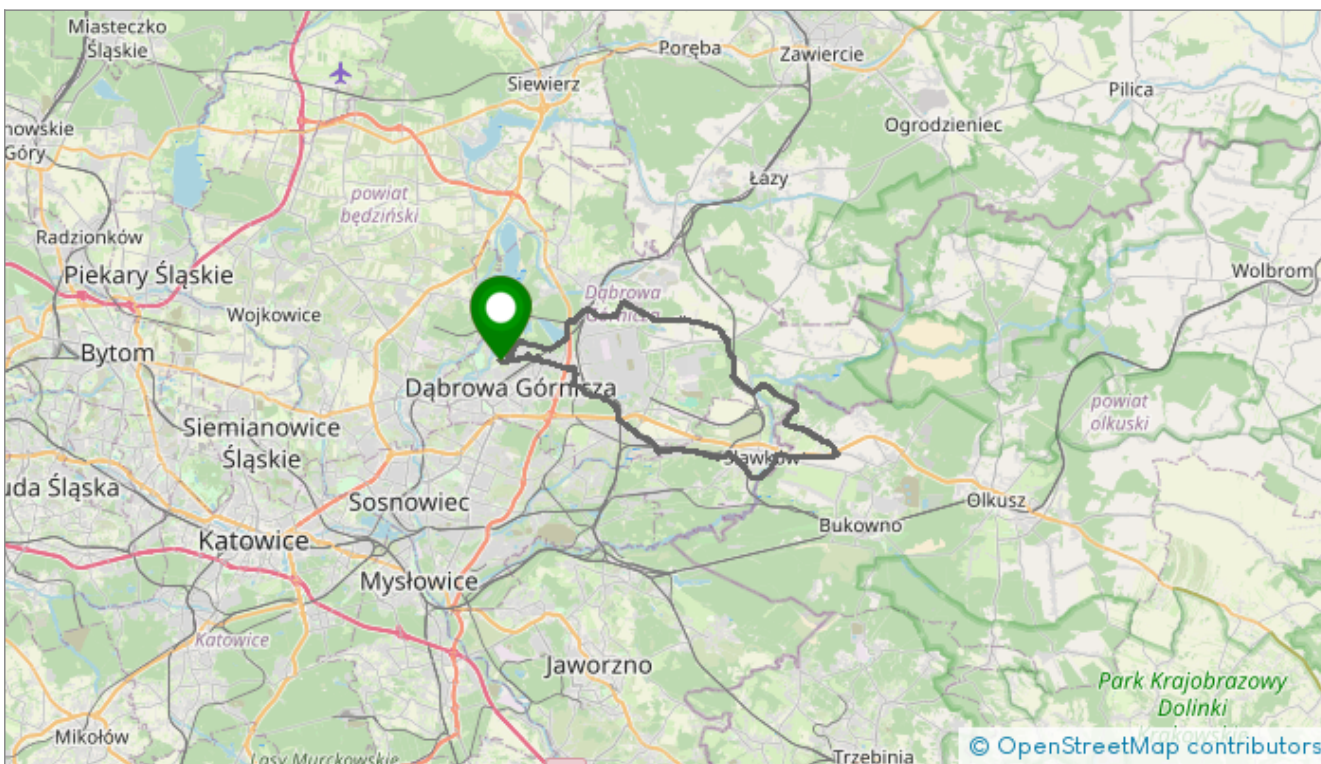 Miasteczko
Śląskie
Poręba
Zawiercie
Siewierz
Pilica
nowskie
Góry
Ogrodzieniec
Łazy
powiat
będziński
Radzionków
Piekary Śląskie
Wolbrom
Dąbrowa
Górnicza
Wojkowice
Bytom
Dąbrowa Górnicza
powiat
olkuski
Siemianowice
Śląskie
Sławków
uda Śląska
Sosnowiec
Olkusz
Bukowno
Katowice
Mysłowice
Katowice
Jaworzno
Park Krajobrazowy
Dolinki
Krakowskie
Mikołów
Lasy Murckowskie
Trzebinia
© OpenStreetMap contributors